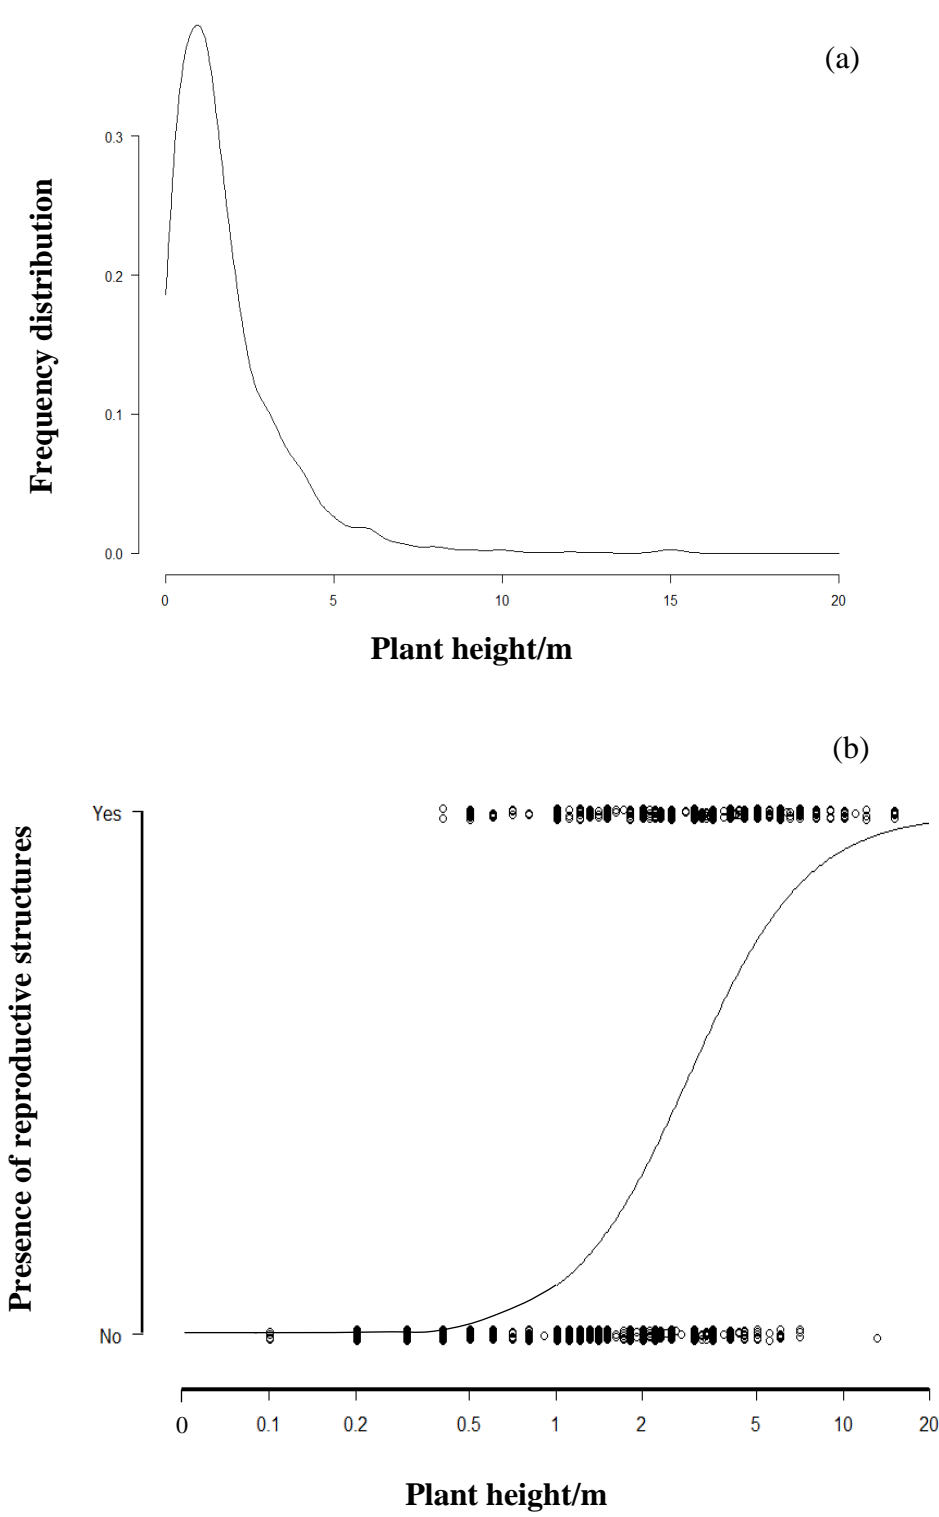 (a)
0.3
0.2
0.1
0.0
Frequency distribution
0 5 10 15 20
Plant height/m
(b)
Yes
No
Presence of reproductive structures
0 0.1 0.2 0.5 1 2 5 10 20
Plant height/m